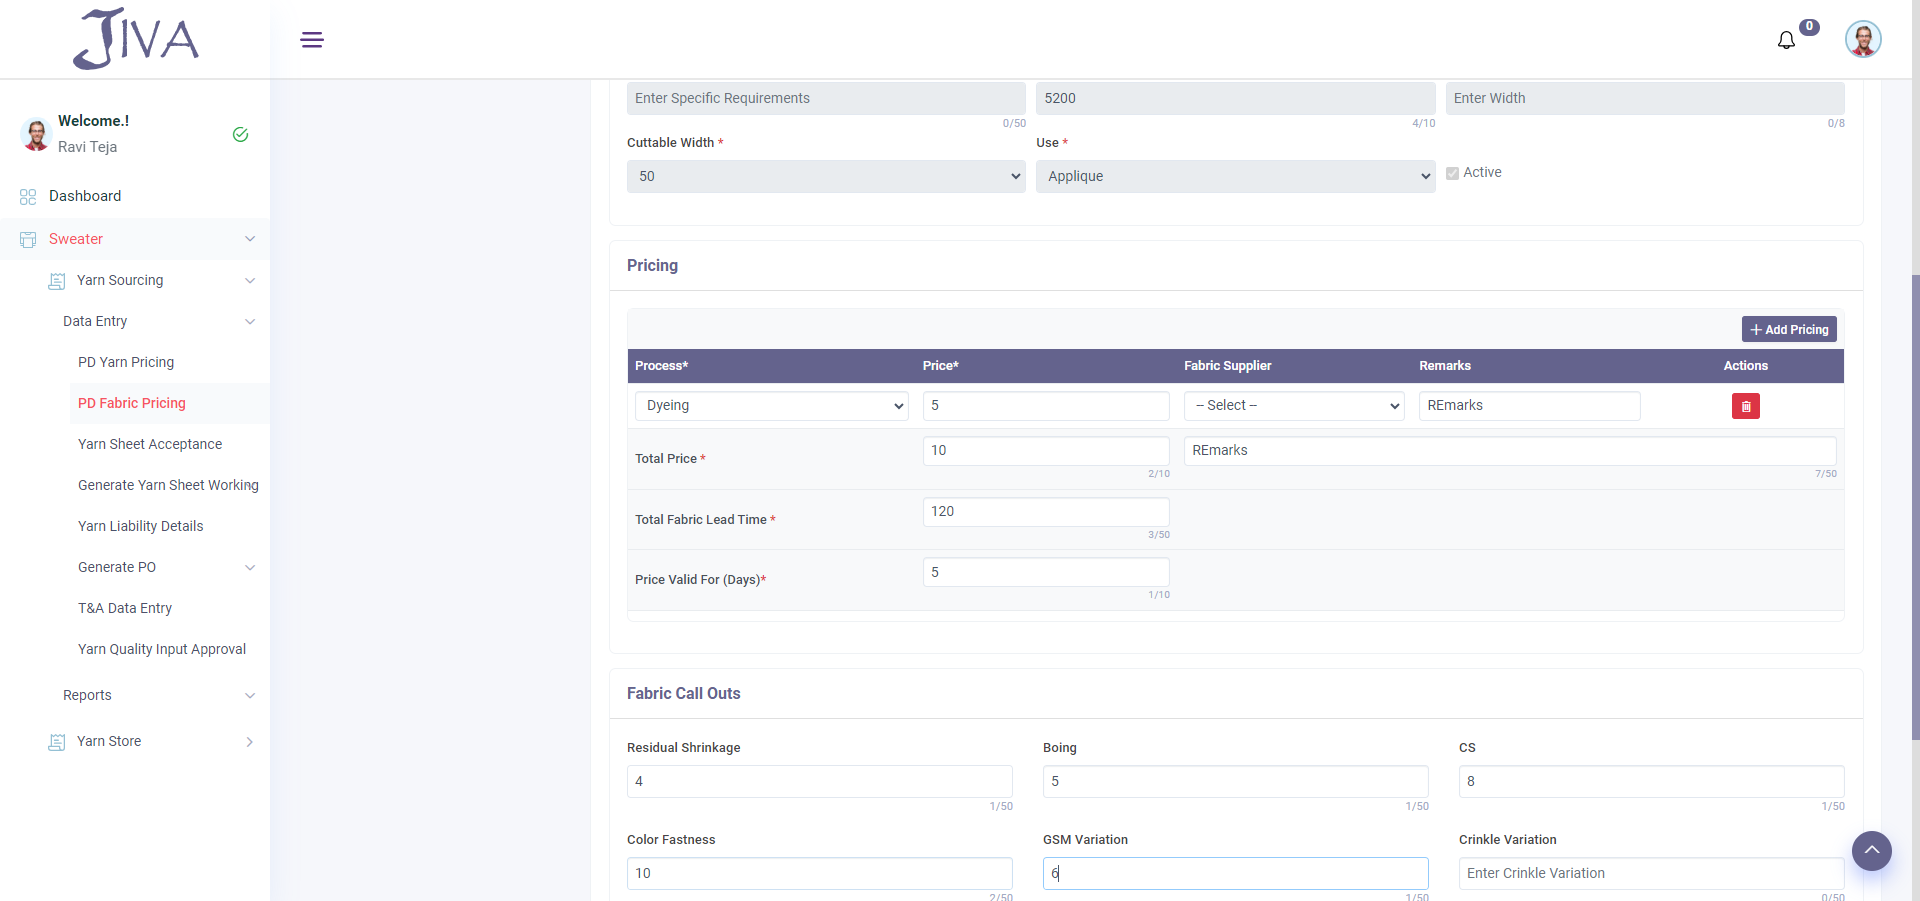 JIVA
0
Welcome.!
Ravi Teja
Dashboard
Sweater
Yarn Sourcing
Data Entry
PD Yarn Pricing
PD Fabric Pricing
Yarn Sheet Acceptance
Generate Yarn Sheet Working
Yarn Liability Details
Generate PO
T&A Data Entry
Yarn Quality Input Approval
Reports
Yarn Store
Enter Specific Requirements 5200 Enter Width
0/50 4/10 0/8
Cuttable Width * Use *
50 Applique Active
Pricing
Add Pricing
Process* Price* Fabric Supplier Remarks Actions
Dyeing 5 -- Select -- REmarks
Total Price * 10 REmarks
2/10 7/50
Total Fabric Lead Time * 120
3/50
Price Valid For (Days)* 5
1/10
Fabric Call Outs
Residual Shrinkage Boing CS
4 5 8
1/50 1/50 1/50
Color Fastness GSM Variation Crinkle Variation
10 6 Enter Crinkle Variation
2/50 1/50 0/50